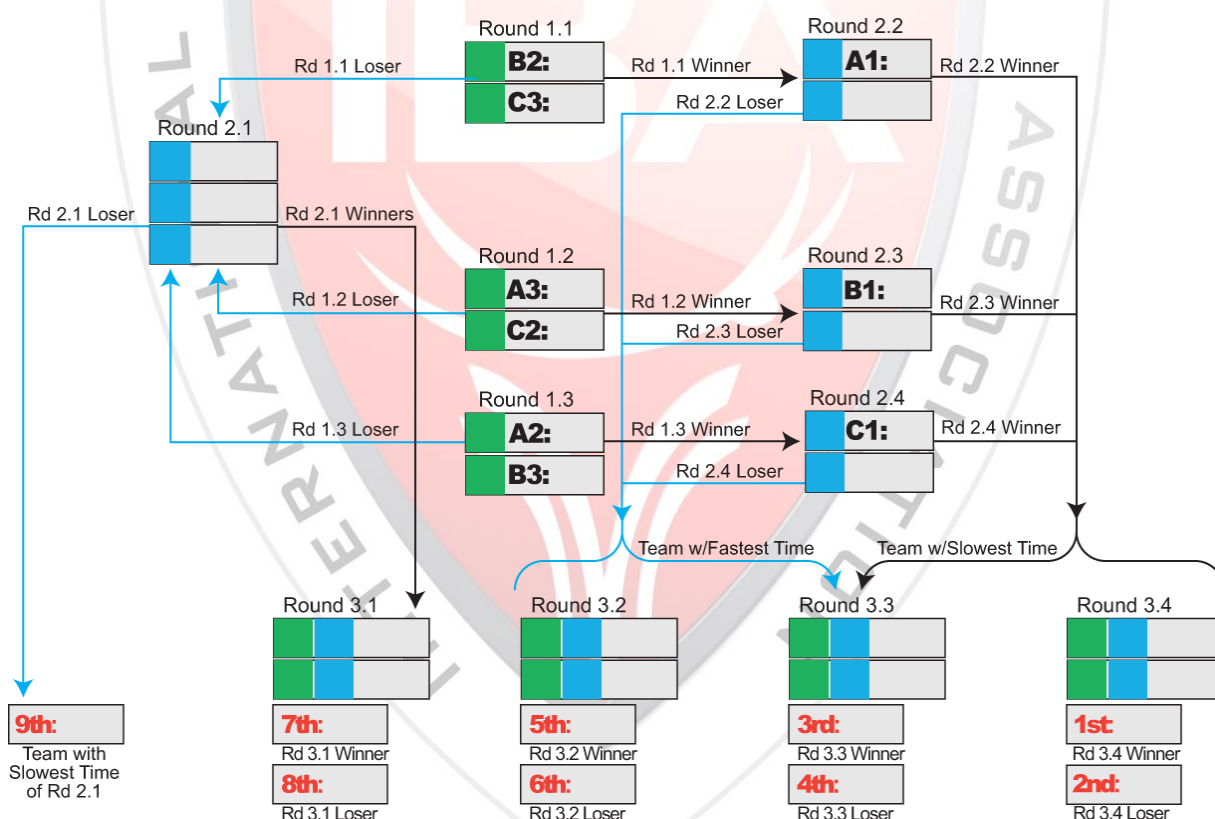 Round 1.1
Round 2.2
B2:
A1:
Rd 1.1 Loser
Rd 1.1 Winner
Rd 2.2 Winner
C3:
Rd 2.2 Loser
Round 2.1
Rd 2.1 Loser
Rd 2.1 Winners
Round 1.2
Round 2.3
A3:
B1:
Rd 1.2 Loser
Rd 1.2 Winner
Rd 2.3 Winner
C2:
Rd 2.3 Loser
Round 1.3
Round 2.4
A2:
C1:
Rd 1.3 Loser
Rd 1.3 Winner
Rd 2.4 Winner
B3:
Rd 2.4 Loser
Team w/Fastest Time
Team w/Slowest Time
Round 3.1
Round 3.2
Round 3.3
Round 3.4
9th:
Team with
Slowest Time
of Rd 2.1
7th:
Rd 3.1 Winner
8th:
Rd 3.1 Loser
5th:
Rd 3.2 Winner
6th:
Rd 3.2 Loser
3rd:
Rd 3.3 Winner
4th:
Rd 3.3 Loser
1st:
Rd 3.4 Winner
2nd:
Rd 3.4 Loser
IBA
ASSOCIATION